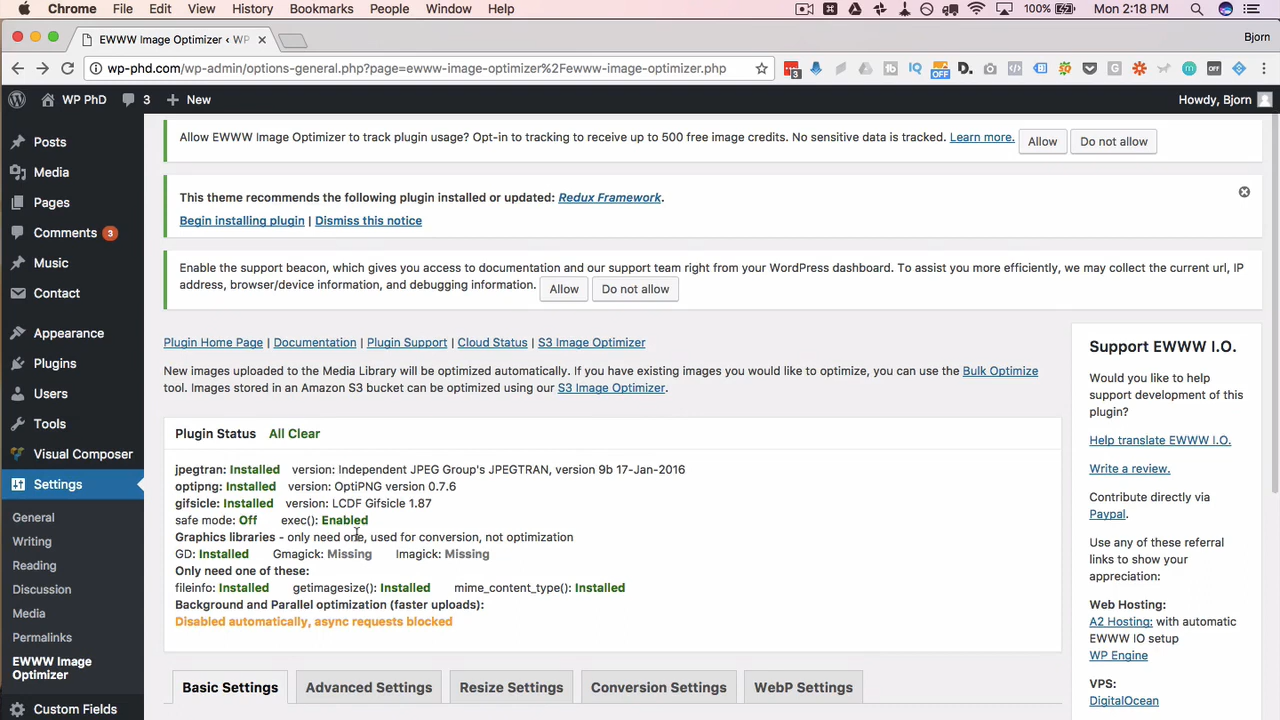 Chrome File Edit View History Bookmarks People Window Help 100% Mon 2:18 PM
EWWW Image Optimizer ‹ WP Bjorn
wp-phd.com/wp-admin/options-general.php?page=ewww-image-optimizer%2Fewww-image-optimizer.php
WP PhD 3 New Howdy, Bjorn
Posts
Media
Pages
Comments 3
Music
Contact
Appearance
Plugins
Users
Tools
Visual Composer
Settings
General
Writing
Reading
Discussion
Media
Permalinks
EWWW Image
Optimizer
Custom Fields
Allow EWWW Image Optimizer to track plugin usage? Opt-in to tracking to receive up to 500 free image credits. No sensitive data is tracked. Learn more. Allow Do not allow
This theme recommends the following plugin installed or updated: Redux Framework.
Begin installing plugin | Dismiss this notice
Enable the support beacon, which gives you access to documentation and our support team right from your WordPress dashboard. To assist you more efficiently, we may collect the current url, IP
address, browser/device information, and debugging information. Allow Do not allow
Plugin Home Page | Documentation | Plugin Support | Cloud Status | S3 Image Optimizer
New images uploaded to the Media Library will be optimized automatically. If you have existing images you would like to optimize, you can use the Bulk Optimize
tool. Images stored in an Amazon S3 bucket can be optimized using our S3 Image Optimizer.
Plugin Status All Clear
jpegtran: Installed version: Independent JPEG Group's JPEGTRAN, version 9b 17-Jan-2016
optipng: Installed version: OptiPNG version 0.7.6
gifsicle: Installed version: LCDF Gifsicle 1.87
safe mode: Off exec(): Enabled
Graphics libraries - only need one, used for conversion, not optimization
GD: Installed Gmagick: Missing Imagick: Missing
Only need one of these:
fileinfo: Installed getimagesize(): Installed mime_content_type(): Installed
Background and Parallel optimization (faster uploads):
Disabled automatically, async requests blocked
Basic Settings Advanced Settings Resize Settings Conversion Settings WebP Settings
Support EWWW I.O.
Would you like to help
support development of this
plugin?
Help translate EWWW I.O.
Write a review.
Contribute directly via
Paypal.
Use any of these referral
links to show your
appreciation:
Web Hosting:
A2 Hosting: with automatic
EWWW IO setup
WP Engine
VPS:
DigitalOcean